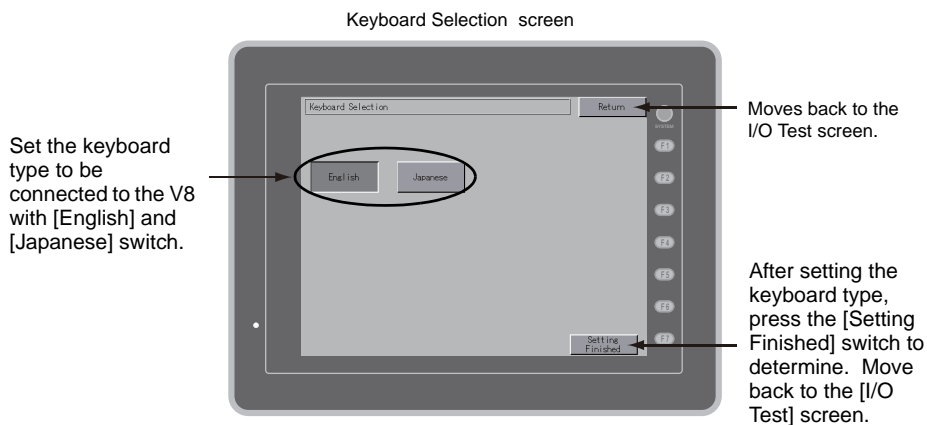 Keyboard Selection screen
Keyboard Selection
Return
SYSTEM
F1
F2
F3
F4
F5
F6
F7
English
Japanese
Setting
Finished
Set the keyboard
type to be
connected to the V8
with [English] and
[Japanese] switch.
Moves back to the
I/O Test screen.
After setting the
keyboard type,
press the [Setting
Finished] switch to
determine. Move
back to the [I/O
Test] screen.